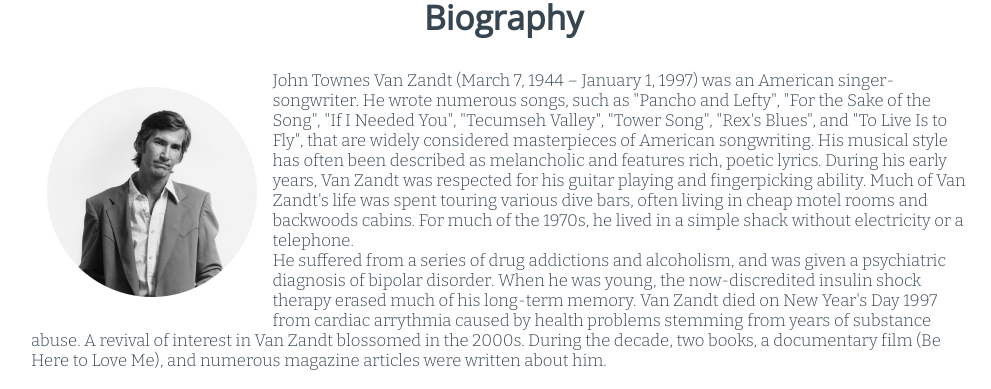 Biography
John Townes Van Zandt (March 7, 1944 – January 1, 1997) was an American singer-
songwriter. He wrote numerous songs, such as "Pancho and Lefty", "For the Sake of the
Song", "If I Needed You", "Tecumseh Valley", "Tower Song", "Rex's Blues", and "To Live Is to
Fly", that are widely considered masterpieces of American songwriting. His musical style
has often been described as melancholic and features rich, poetic lyrics. During his early
years, Van Zandt was respected for his guitar playing and fingerpicking ability. Much of Van
Zandt's life was spent touring various dive bars, often living in cheap motel rooms and
backwoods cabins. For much of the 1970s, he lived in a simple shack without electricity or a
telephone.
He suffered from a series of drug addictions and alcoholism, and was given a psychiatric
diagnosis of bipolar disorder. When he was young, the now-discredited insulin shock
therapy erased much of his long-term memory. Van Zandt died on New Year's Day 1997
from cardiac arrythmia caused by health problems stemming from years of substance
abuse. A revival of interest in Van Zandt blossomed in the 2000s. During the decade, two books, a documentary film (Be
Here to Love Me), and numerous magazine articles were written about him.